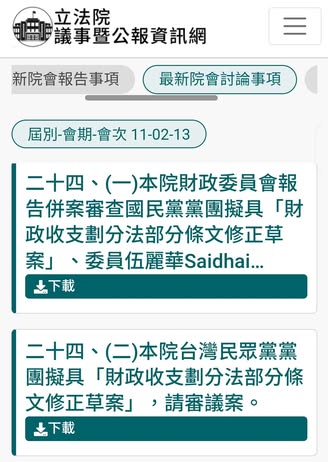 立法院
議事暨公報資訊網
新院會報告事項
最新院會討論事項
屆別-會期-會次 11-02-13
二十四、(一)本院財政委員會報
告併案審查國民黨黨團擬具「財
政收支劃分法部分條文修正草
案」、委員伍麗華Saidhai...
下載
二十四、(二)本院台灣民眾黨黨
團擬具「財政收支劃分法部分條
文修正草案」，請審議案。
下載